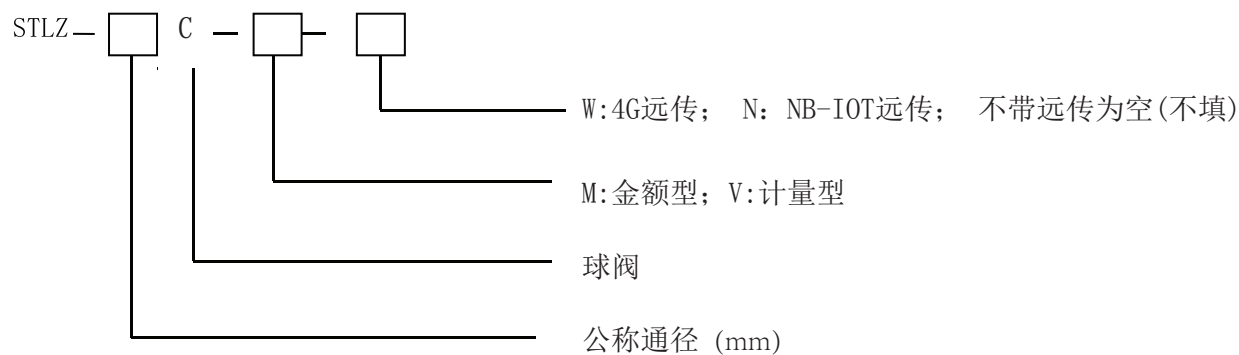 STLZ— □ C — □ — □
W:4G远传； N：NB-IOT远传； 不带远传为空(不填)
M:金额型；V:计量型
球阀
公称通径 (mm)